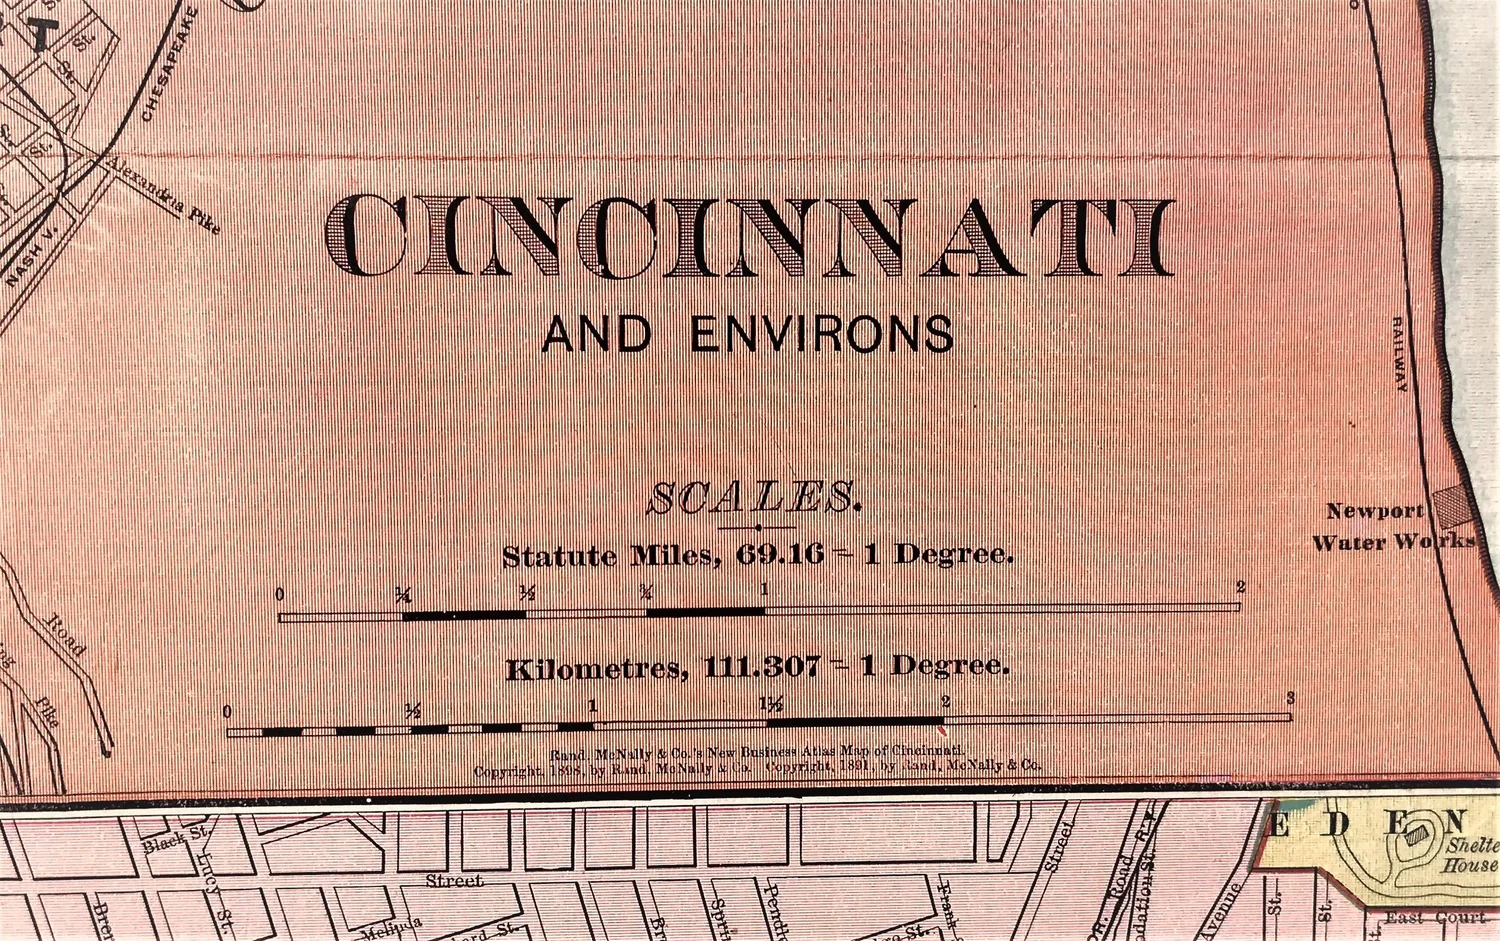 T
St.
St.
CHESAPEAKE
St.
Alexandria Pike
NASHV.
CINCINNATI
AND ENVIRONS
RAILWAY
SCALES.
Statute Miles, 69.16 = 1 Degree.
0 ¼ ½ ¾ 1 2
Newport
Water Works
Kilometres, 111.307 = 1 Degree.
0 ½ 1 1½ 2 3
Road
Pike
Rand, McNally & Co.'s New Business Atlas Map of Cincinnati.
Copyright, 1898, by Rand, McNally & Co. Copyright, 1891, by Rand, McNally & Co.
Black St.
Lucy St.
Street
Street
Road
EDEN
Shelte
House
Melinda
Avenue
St.
St.
East Court